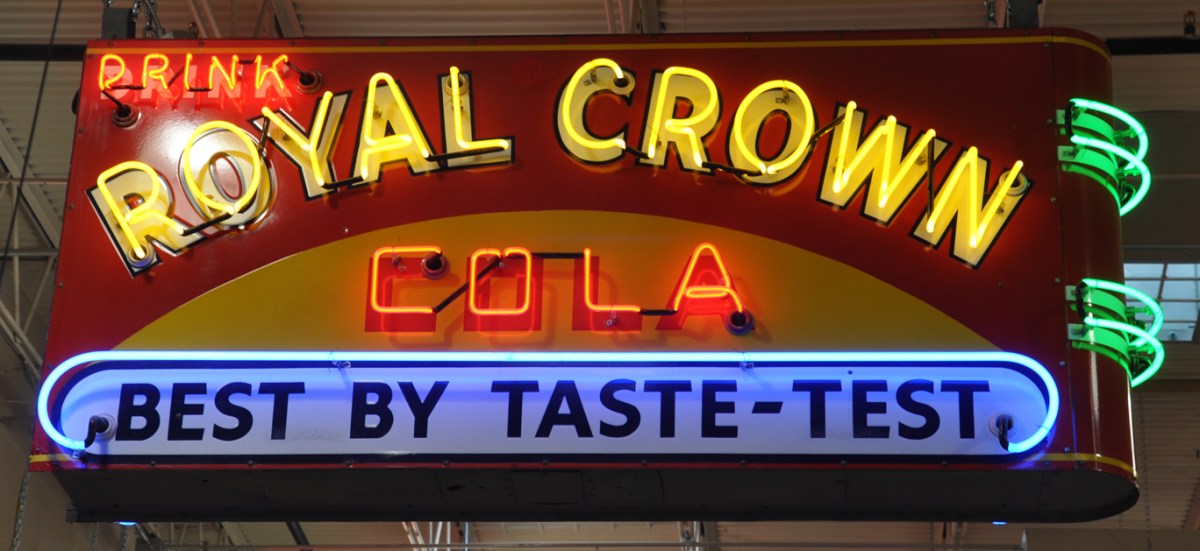 DRINK
ROYAL CROWN
COLA
BEST BY TASTE-TEST